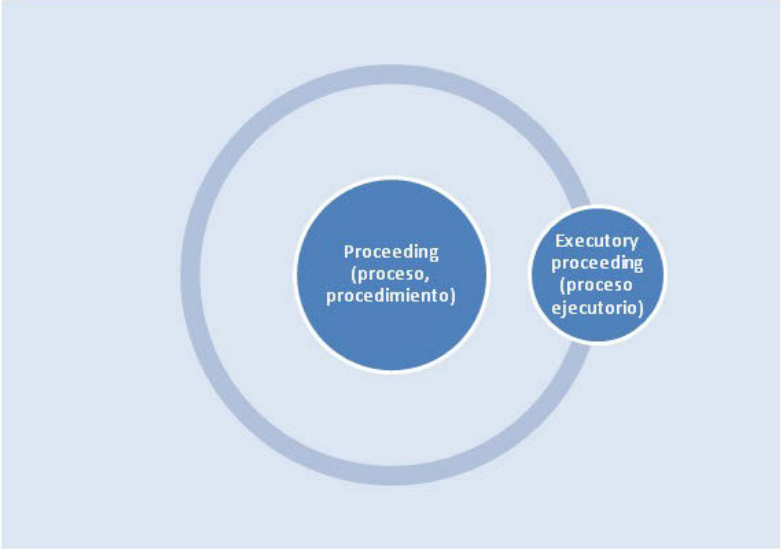 Proceeding
(proceso,
procedimiento)
Executory
proceeding
(proceso
ejecutorio)